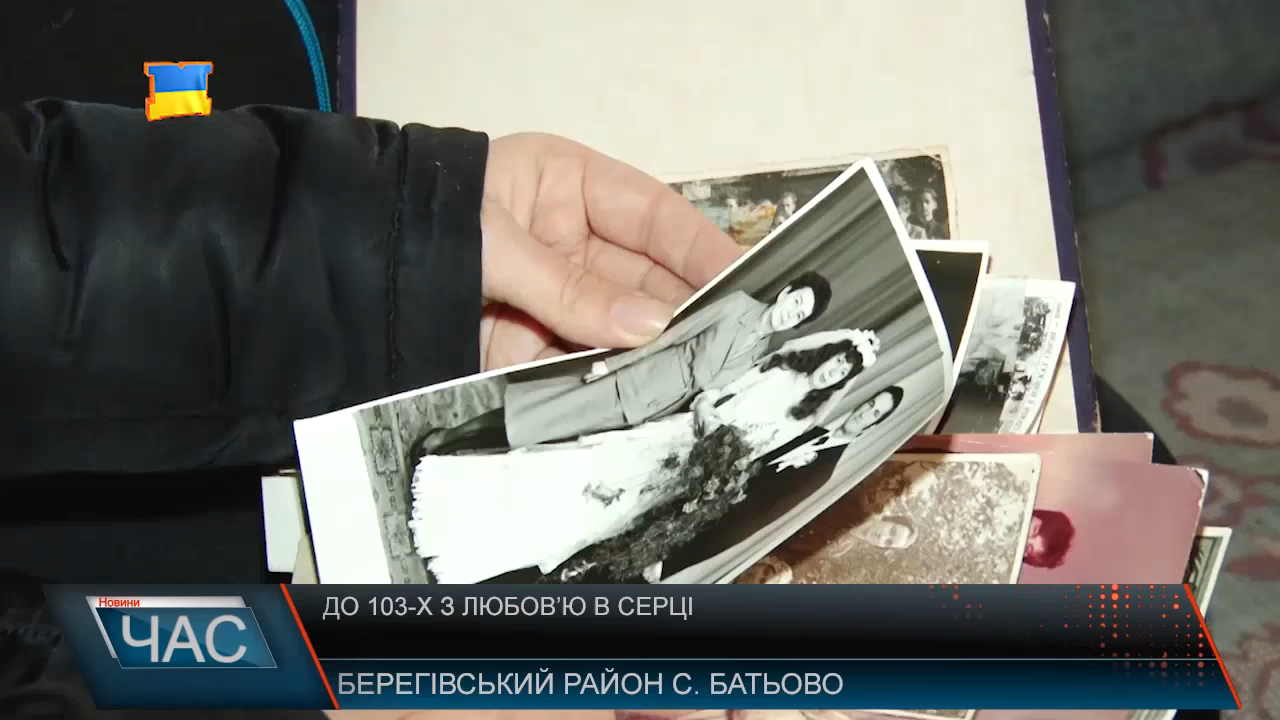 Новини
ЧАС
ДО 103-Х З ЛЮБОВ'Ю В СЕРЦІ
БЕРЕГІВСЬКИЙ РАЙОН С. БАТЬОВО